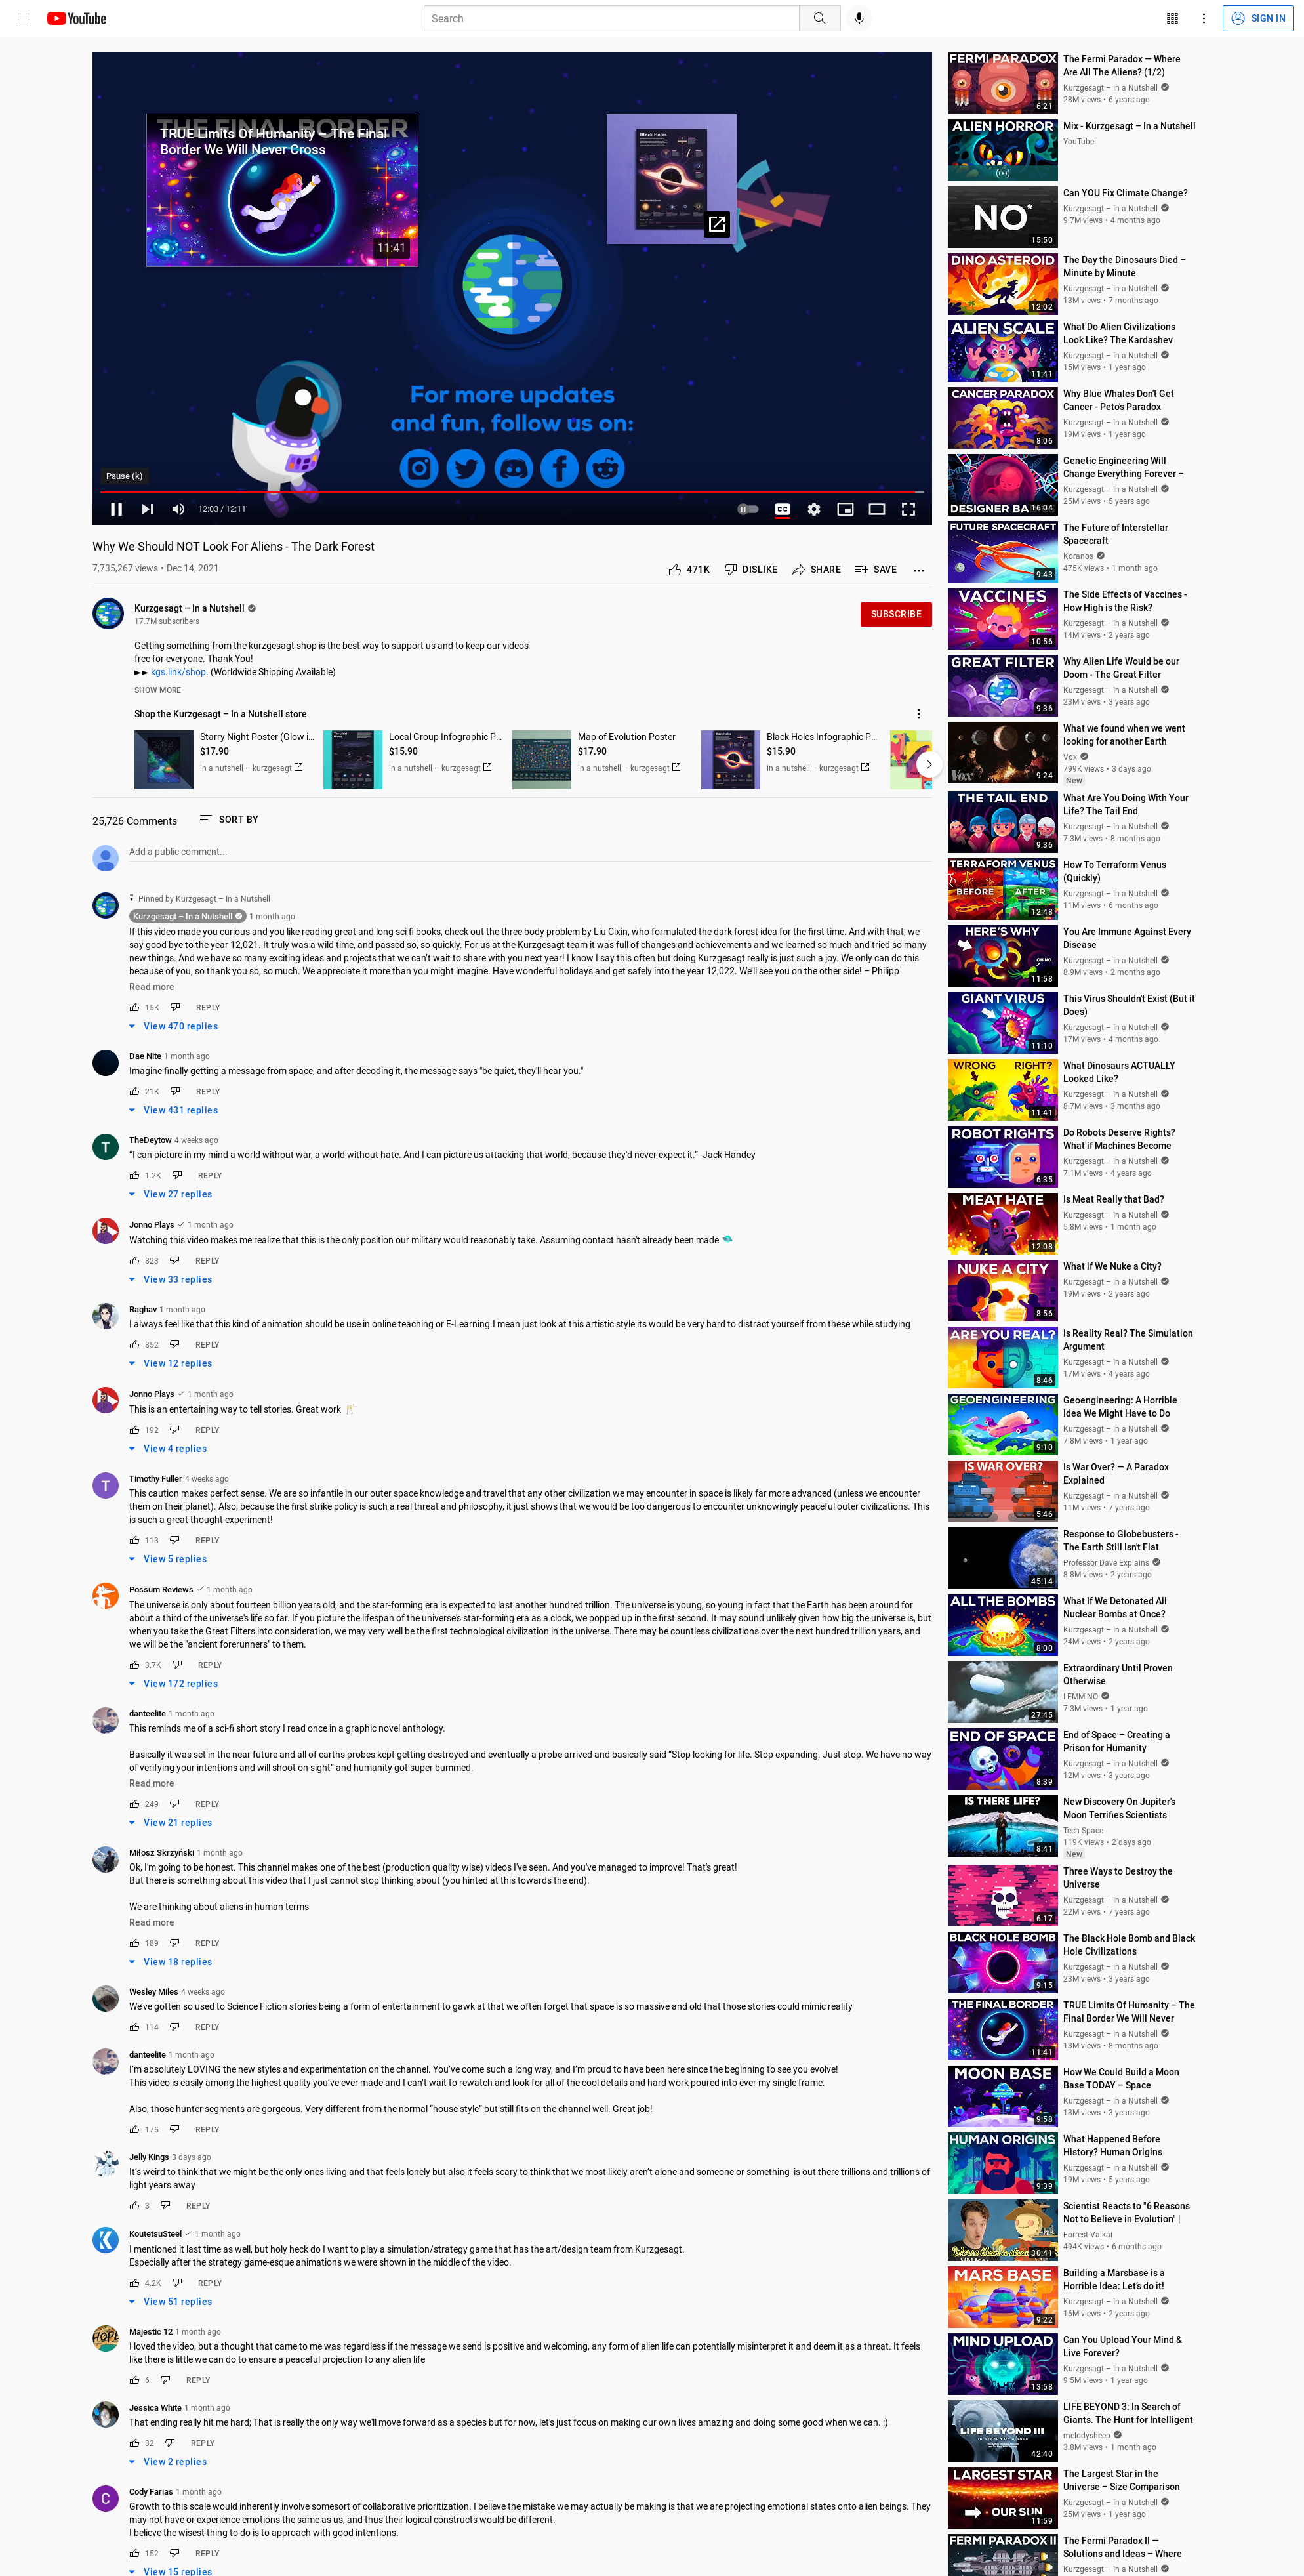 YouTube
Search
SIGN IN
THE FINAL BORDER
TRUE Limits Of Humanity – The Final
Border We Will Never Cross
11:41
Black Holes
For more updates
and fun, follow us on:
Pause (k)
12:03 / 12:11
CC
Why We Should NOT Look For Aliens - The Dark Forest
7,735,267 views • Dec 14, 2021
471K
DISLIKE
SHARE
SAVE
Kurzgesagt – In a Nutshell
17.7M subscribers
SUBSCRIBE
Getting something from the kurzgesagt shop is the best way to support us and to keep our videos
free for everyone. Thank You!
►► kgs.link/shop. (Worldwide Shipping Available)
SHOW MORE
Shop the Kurzgesagt – In a Nutshell store
Starry Night Poster (Glow i...
$17.90
in a nutshell – kurzgesagt
Local Group Infographic P...
$15.90
in a nutshell – kurzgesagt
Map of Evolution Poster
$17.90
in a nutshell – kurzgesagt
Black Holes Infographic P...
$15.90
in a nutshell – kurzgesagt
25,726 Comments
SORT BY
Add a public comment...
Pinned by Kurzgesagt – In a Nutshell
Kurzgesagt – In a Nutshell 1 month ago
If this video made you curious and you like reading great and long sci fi books, check out the three body problem by Liu Cixin, who formulated the dark forest idea for the first time. And with that, we
say good bye to the year 12,021. It truly was a wild time, and passed so, so quickly. For us at the Kurzgesagt team it was full of changes and achievements and we learned so much and tried so many
new things. And we have so many exciting ideas and projects that we can't wait to share with you next year! I know I say this often but doing Kurzgesagt really is just such a joy. We only can do this
because of you, so thank you so, so much. We appreciate it more than you might imagine. Have wonderful holidays and get safely into the year 12,022. We'll see you on the other side! – Philipp
Read more
15K
REPLY
View 470 replies
Dae Nite 1 month ago
Imagine finally getting a message from space, and after decoding it, the message says "be quiet, they'll hear you."
21K
REPLY
View 431 replies
T
TheDeytow 4 weeks ago
“I can picture in my mind a world without war, a world without hate. And I can picture us attacking that world, because they'd never expect it.” -Jack Handey
1.2K
REPLY
View 27 replies
Jonno Plays 1 month ago
Watching this video makes me realize that this is the only position our military would reasonably take. Assuming contact hasn't already been made
823
REPLY
View 33 replies
Raghav 1 month ago
I always feel like that this kind of animation should be use in online teaching or E-Learning.I mean just look at this artistic style its would be very hard to distract yourself from these while studying
852
REPLY
View 12 replies
Jonno Plays 1 month ago
This is an entertaining way to tell stories. Great work
192
REPLY
View 4 replies
T
Timothy Fuller 4 weeks ago
This caution makes perfect sense. We are so infantile in our outer space knowledge and travel that any other civilization we may encounter in space is likely far more advanced (unless we encounter
them on their planet). Also, because the first strike policy is such a real threat and philosophy, it just shows that we would be too dangerous to encounter unknowingly peaceful outer civilizations. This
is such a great thought experiment!
113
REPLY
View 5 replies
Possum Reviews 1 month ago
The universe is only about fourteen billion years old, and the star-forming era is expected to last another hundred trillion. The universe is young, so young in fact that the Earth has been around for
about a third of the universe's life so far. If you picture the lifespan of the universe's star-forming era as a clock, we popped up in the first second. It may sound unlikely given how big the universe is, but
when you take the Great Filters into consideration, we may very well be the first technological civilization in the universe. There may be countless civilizations over the next hundred trillion years, and
we will be the "ancient forerunners" to them.
3.7K
REPLY
View 172 replies
danteelite 1 month ago
This reminds me of a sci-fi short story I read once in a graphic novel anthology.
Basically it was set in the near future and all of earths probes kept getting destroyed and eventually a probe arrived and basically said “Stop looking for life. Stop expanding. Just stop. We have no way
of verifying your intentions and will shoot on sight” and humanity got super bummed.
Read more
249
REPLY
View 21 replies
Miłosz Skrzyński 1 month ago
Ok, I'm going to be honest. This channel makes one of the best (production quality wise) videos I've seen. And you've managed to improve! That's great!
But there is something about this video that I just cannot stop thinking about (you hinted at this towards the end).
We are thinking about aliens in human terms
Read more
189
REPLY
View 18 replies
Wesley Miles 4 weeks ago
We've gotten so used to Science Fiction stories being a form of entertainment to gawk at that we often forget that space is so massive and old that those stories could mimic reality
114
REPLY
danteelite 1 month ago
I'm absolutely LOVING the new styles and experimentation on the channel. You've come such a long way, and I'm proud to have been here since the beginning to see you evolve!
This video is easily among the highest quality you've ever made and I can't wait to rewatch and look for all of the cool details and hard work poured into ever my single frame.
Also, those hunter segments are gorgeous. Very different from the normal “house style” but still fits on the channel well. Great job!
175
REPLY
Jelly Kings 3 days ago
It's weird to think that we might be the only ones living and that feels lonely but also it feels scary to think that we most likely aren't alone and someone or something is out there trillions and trillions of
light years away
3
REPLY
KoutetsuSteel 1 month ago
I mentioned it last time as well, but holy heck do I want to play a simulation/strategy game that has the art/design team from Kurzgesagt.
Especially after the strategy game-esque animations we were shown in the middle of the video.
4.2K
REPLY
View 51 replies
HOPE
Majestic 12 1 month ago
I loved the video, but a thought that came to me was regardless if the message we send is positive and welcoming, any form of alien life can potentially misinterpret it and deem it as a threat. It feels
like there is little we can do to ensure a peaceful projection to any alien life
6
REPLY
Jessica White 1 month ago
That ending really hit me hard; That is really the only way we'll move forward as a species but for now, let's just focus on making our own lives amazing and doing some good when we can. :)
32
REPLY
View 2 replies
C
Cody Farias 1 month ago
Growth to this scale would inherently involve somesort of collaborative prioritization. I believe the mistake we may actually be making is that we are projecting emotional states onto alien beings. They
may not have or experience emotions the same as us, and thus their logical constructs would be different.
I believe the wisest thing to do is to approach with good intentions.
152
REPLY
View 15 replies
FERMI PARADOX
6:21
The Fermi Paradox — Where
Are All The Aliens? (1/2)
Kurzgesagt – In a Nutshell
28M views • 6 years ago
ALIEN HORROR
Mix - Kurzgesagt – In a Nutshell
YouTube
NO*
15:50
Can YOU Fix Climate Change?
Kurzgesagt – In a Nutshell
9.7M views • 4 months ago
DINO ASTEROID
12:02
The Day the Dinosaurs Died –
Minute by Minute
Kurzgesagt – In a Nutshell
13M views • 7 months ago
ALIEN SCALE
11:41
What Do Alien Civilizations
Look Like? The Kardashev
Kurzgesagt – In a Nutshell
15M views • 1 year ago
CANCER PARADOX
8:06
Why Blue Whales Don't Get
Cancer - Peto's Paradox
Kurzgesagt – In a Nutshell
19M views • 1 year ago
DESIGNER BA
16:04
Genetic Engineering Will
Change Everything Forever –
Kurzgesagt – In a Nutshell
25M views • 5 years ago
FUTURE SPACECRAFT
9:43
The Future of Interstellar
Spacecraft
Koranos
475K views • 1 month ago
VACCINES
10:56
The Side Effects of Vaccines -
How High is the Risk?
Kurzgesagt – In a Nutshell
14M views • 2 years ago
GREAT FILTER
9:36
Why Alien Life Would be our
Doom - The Great Filter
Kurzgesagt – In a Nutshell
23M views • 3 years ago
Vox
9:24
What we found when we went
looking for another Earth
Vox
799K views • 3 days ago
New
THE TAIL END
9:36
What Are You Doing With Your
Life? The Tail End
Kurzgesagt – In a Nutshell
7.3M views • 8 months ago
TERRAFORM VENUS
BEFORE
AFTER
12:48
How To Terraform Venus
(Quickly)
Kurzgesagt – In a Nutshell
11M views • 6 months ago
HERE'S WHY
OH NO...
11:58
You Are Immune Against Every
Disease
Kurzgesagt – In a Nutshell
8.9M views • 2 months ago
GIANT VIRUS
11:10
This Virus Shouldn't Exist (But it
Does)
Kurzgesagt – In a Nutshell
17M views • 4 months ago
WRONG
RIGHT?
11:41
What Dinosaurs ACTUALLY
Looked Like?
Kurzgesagt – In a Nutshell
8.7M views • 3 months ago
ROBOT RIGHTS
6:35
Do Robots Deserve Rights?
What if Machines Become
Kurzgesagt – In a Nutshell
7.1M views • 4 years ago
MEAT HATE
12:08
Is Meat Really that Bad?
Kurzgesagt – In a Nutshell
5.8M views • 1 month ago
NUKE A CITY
8:56
What if We Nuke a City?
Kurzgesagt – In a Nutshell
19M views • 2 years ago
ARE YOU REAL?
8:46
Is Reality Real? The Simulation
Argument
Kurzgesagt – In a Nutshell
17M views • 4 years ago
GEOENGINEERING
9:10
Geoengineering: A Horrible
Idea We Might Have to Do
Kurzgesagt – In a Nutshell
7.8M views • 1 year ago
IS WAR OVER?
5:46
Is War Over? — A Paradox
Explained
Kurzgesagt – In a Nutshell
11M views • 7 years ago
45:14
Response to Globebusters -
The Earth Still Isn't Flat
Professor Dave Explains
8.8M views • 2 years ago
ALL THE BOMBS
8:00
What If We Detonated All
Nuclear Bombs at Once?
Kurzgesagt – In a Nutshell
24M views • 2 years ago
27:45
Extraordinary Until Proven
Otherwise
LEMMiNO
7.3M views • 1 year ago
END OF SPACE
8:39
End of Space – Creating a
Prison for Humanity
Kurzgesagt – In a Nutshell
12M views • 3 years ago
IS THERE LIFE?
8:41
New Discovery On Jupiter's
Moon Terrifies Scientists
Tech Space
119K views • 2 days ago
New
6:17
Three Ways to Destroy the
Universe
Kurzgesagt – In a Nutshell
22M views • 7 years ago
BLACK HOLE BOMB
9:15
The Black Hole Bomb and Black
Hole Civilizations
Kurzgesagt – In a Nutshell
23M views • 3 years ago
THE FINAL BORDER
11:41
TRUE Limits Of Humanity – The
Final Border We Will Never
Kurzgesagt – In a Nutshell
13M views • 8 months ago
MOON BASE
9:58
How We Could Build a Moon
Base TODAY – Space
Kurzgesagt – In a Nutshell
13M views • 3 years ago
HUMAN ORIGINS
9:39
What Happened Before
History? Human Origins
Kurzgesagt – In a Nutshell
19M views • 5 years ago
Worse than a straw
30:41
Scientist Reacts to "6 Reasons
Not to Believe in Evolution" |
Forrest Valkai
494K views • 6 months ago
MARS BASE
9:22
Building a Marsbase is a
Horrible Idea: Let's do it!
Kurzgesagt – In a Nutshell
16M views • 2 years ago
MIND UPLOAD
13:58
Can You Upload Your Mind &
Live Forever?
Kurzgesagt – In a Nutshell
9.5M views • 1 year ago
LIFE BEYOND III
IN SEARCH OF GIANTS
42:40
LIFE BEYOND 3: In Search of
Giants. The Hunt for Intelligent
melodysheep
3.8M views • 1 month ago
LARGEST STAR
OUR SUN
11:59
The Largest Star in the
Universe – Size Comparison
Kurzgesagt – In a Nutshell
25M views • 1 year ago
FERMI PARADOX II
The Fermi Paradox II —
Solutions and Ideas – Where
Kurzgesagt – In a Nutshell